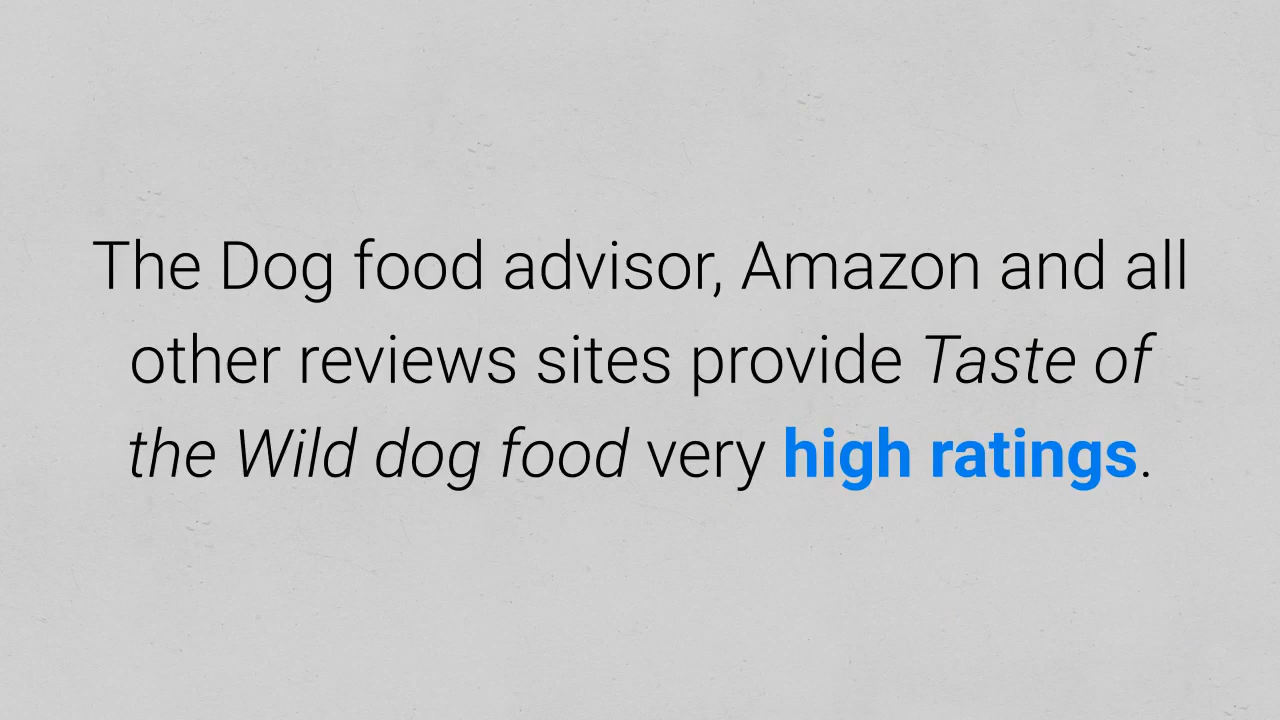 The Dog food advisor, Amazon and all
other reviews sites provide Taste of
the Wild dog food very high ratings.